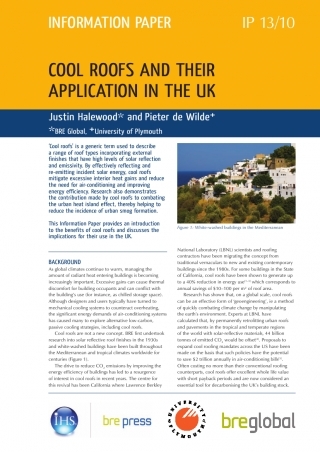 INFORMATION PAPER
IP 13/10
COOL ROOFS AND THEIR
APPLICATION IN THE UK
Justin Halewood* and Pieter de Wilde+
*BRE Global, +University of Plymouth
'Cool roofs' is a generic term used to describe
a range of roof types incorporating external
finishes that have high levels of solar reflection
and emissivity. By effectively reflecting and
re-emitting incident solar energy, cool roofs
mitigate excessive interior heat gains and reduce
the need for air-conditioning and improving
energy efficiency. Research also demonstrates
the contribution made by cool roofs to combating
the urban heat island effect, thereby helping to
reduce the incidence of urban smog formation.
This Information Paper provides an introduction
to the benefits of cool roofs and discusses the
implications for their use in the UK.
Figure 1: White-washed buildings in the Mediterranean
BACKGROUND
As global climates continue to warm, managing the
amount of radiant heat entering buildings is becoming
increasingly important. Excessive gains can cause thermal
discomfort for building occupants and can conflict with
the building's use (for instance, as chilled storage space).
Although designers and users typically have turned to
mechanical cooling systems to counter overheating,
the significant energy demands of air-conditioning systems
has caused many to explore alternative low-carbon,
passive cooling strategies, including cool roofs.
Cool roofs are not a new concept. BRE first undertook
research into solar reflective roof finishes in the 1930s
and white-washed buildings have been built throughout
the Mediterranean and tropical climates worldwide for
centuries (Figure 1).
The drive to reduce CO2 emissions by improving the
energy efficiency of buildings has led to a resurgence
of interest in cool roofs in recent years. The center for
this revival has been California where Lawrence Berkeley
National Laboratory (LBNL) scientists and roofing
contractors have been migrating the concept from
traditional vernaculars to new and existing contemporary
buildings since the 1980s. For some buildings in the State
of California, cool roofs have been shown to generate up
to a 40% reduction in energy use which corresponds to
annual savings of $10-100 per m2 of roof area.
Research has shown that, on a global scale, cool roofs
can be an effective form of 'geoengineering', in a method
of quickly combating climate change by manipulating
the earth's environment. Experts at LBNL have
calculated that, by permanently retrofitting urban roofs
and pavements in the tropical and temperate regions
of the world with solar-reflective materials, 44 billion
tonnes of emitted CO2 would be offset. Proposals to
expand cool roofing mandates across the US have been
made on the basis that such policies have the potential
to save $2 trillion annually in air-conditioning bills.
Often costing no more than their conventional roofing
counterparts, cool roofs offer excellent whole life value
with short payback periods and are now considered an
essential tool for decarbonising the UK's building stock.
IHS
bre press
UNIVERSITY OF PLYMOUTH
breglobal